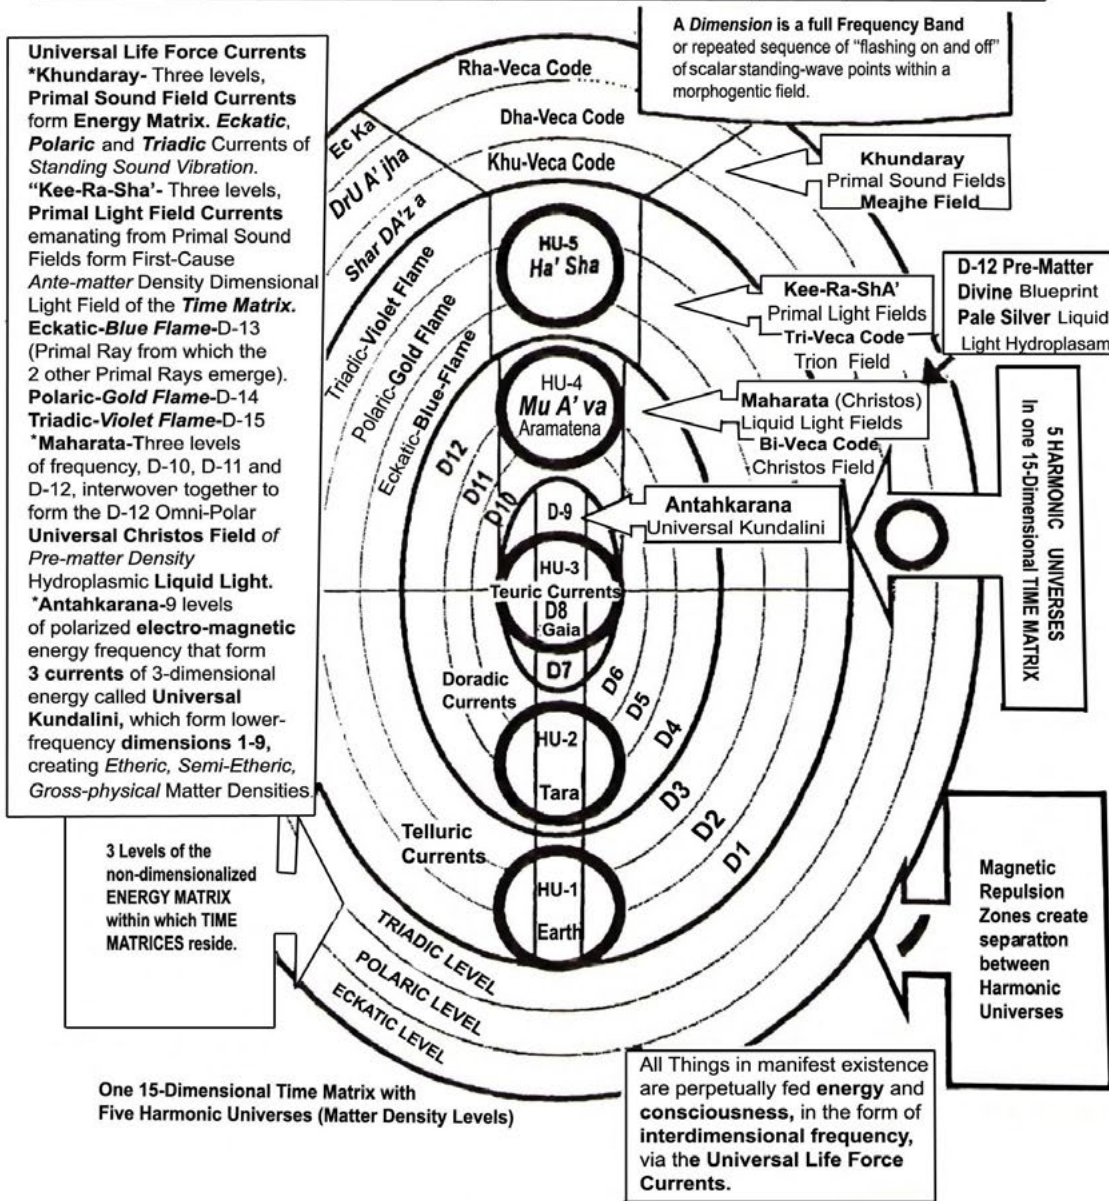 A Dimension is a full Frequency Band
or repeated sequence of "flashing on and off"
of scalar standing-wave points within a
morphogentic field.
Universal Life Force Currents
*Khundaray- Three levels,
Primal Sound Field Currents
form Energy Matrix. Eckatic,
Polaric and Triadic Currents of
Standing Sound Vibration.
"Kee-Ra-Sha'- Three levels,
Primal Light Field Currents
emanating from Primal Sound
Fields form First-Cause
Ante-matter Density Dimensional
Light Field of the Time Matrix.
Eckatic-Blue Flame-D-13
(Primal Ray from which the
2 other Primal Rays emerge).
Polaric-Gold Flame-D-14
Triadic-Violet Flame-D-15
*Maharata-Three levels
of frequency, D-10, D-11 and
D-12, interwover together to
form the D-12 Omni-Polar
Universal Christos Field of
Pre-matter Density
Hydroplasmic Liquid Light.
*Antahkarana-9 levels
of polarized electro-magnetic
energy frequency that form
3 currents of 3-dimensional
energy called Universal
Kundalini, which form lower-
frequency dimensions 1-9,
creating Etheric, Semi-Etheric,
Gross-physical Matter Densities.
Rha-Veca Code
Dha-Veca Code
Khu-Veca Code
Ec Ka
DrU A' jha
Shar DA'z a
Triadic-Violet Flame
Polaric-Gold Flame
Eckatic-Blue-Flame
HU-5
Ha' Sha
HU-4
Mu A' va
Aramatena
D12
D11
D10
D-9
HU-3
Teuric Currents
D8
Gaia
D7
Doradic
Currents
D6
D5
D4
HU-2
Tara
D3
D2
D1
Telluric
Currents
HU-1
Earth
TRIADIC LEVEL
POLARIC LEVEL
ECKATIC LEVEL
Khundaray
Primal Sound Fields
Meajhe Field
Kee-Ra-ShA'
Primal Light Fields
Tri-Veca Code
Trion Field
D-12 Pre-Matter
Divine Blueprint
Pale Silver Liquid
Light Hydroplasam
Maharata (Christos)
Liquid Light Fields
Bi-Veca Code
Christos Field
Antahkarana
Universal Kundalini
5 HARMONIC UNIVERSES
In one 15-Dimensional TIME MATRIX
3 Levels of the
non-dimensionalized
ENERGY MATRIX
within which TIME
MATRICES reside.
Magnetic
Repulsion
Zones create
separation
between
Harmonic
Universes
One 15-Dimensional Time Matrix with
Five Harmonic Universes (Matter Density Levels)
All Things in manifest existence
are perpetually fed energy and
consciousness, in the form of
interdimensional frequency,
via the Universal Life Force
Currents.